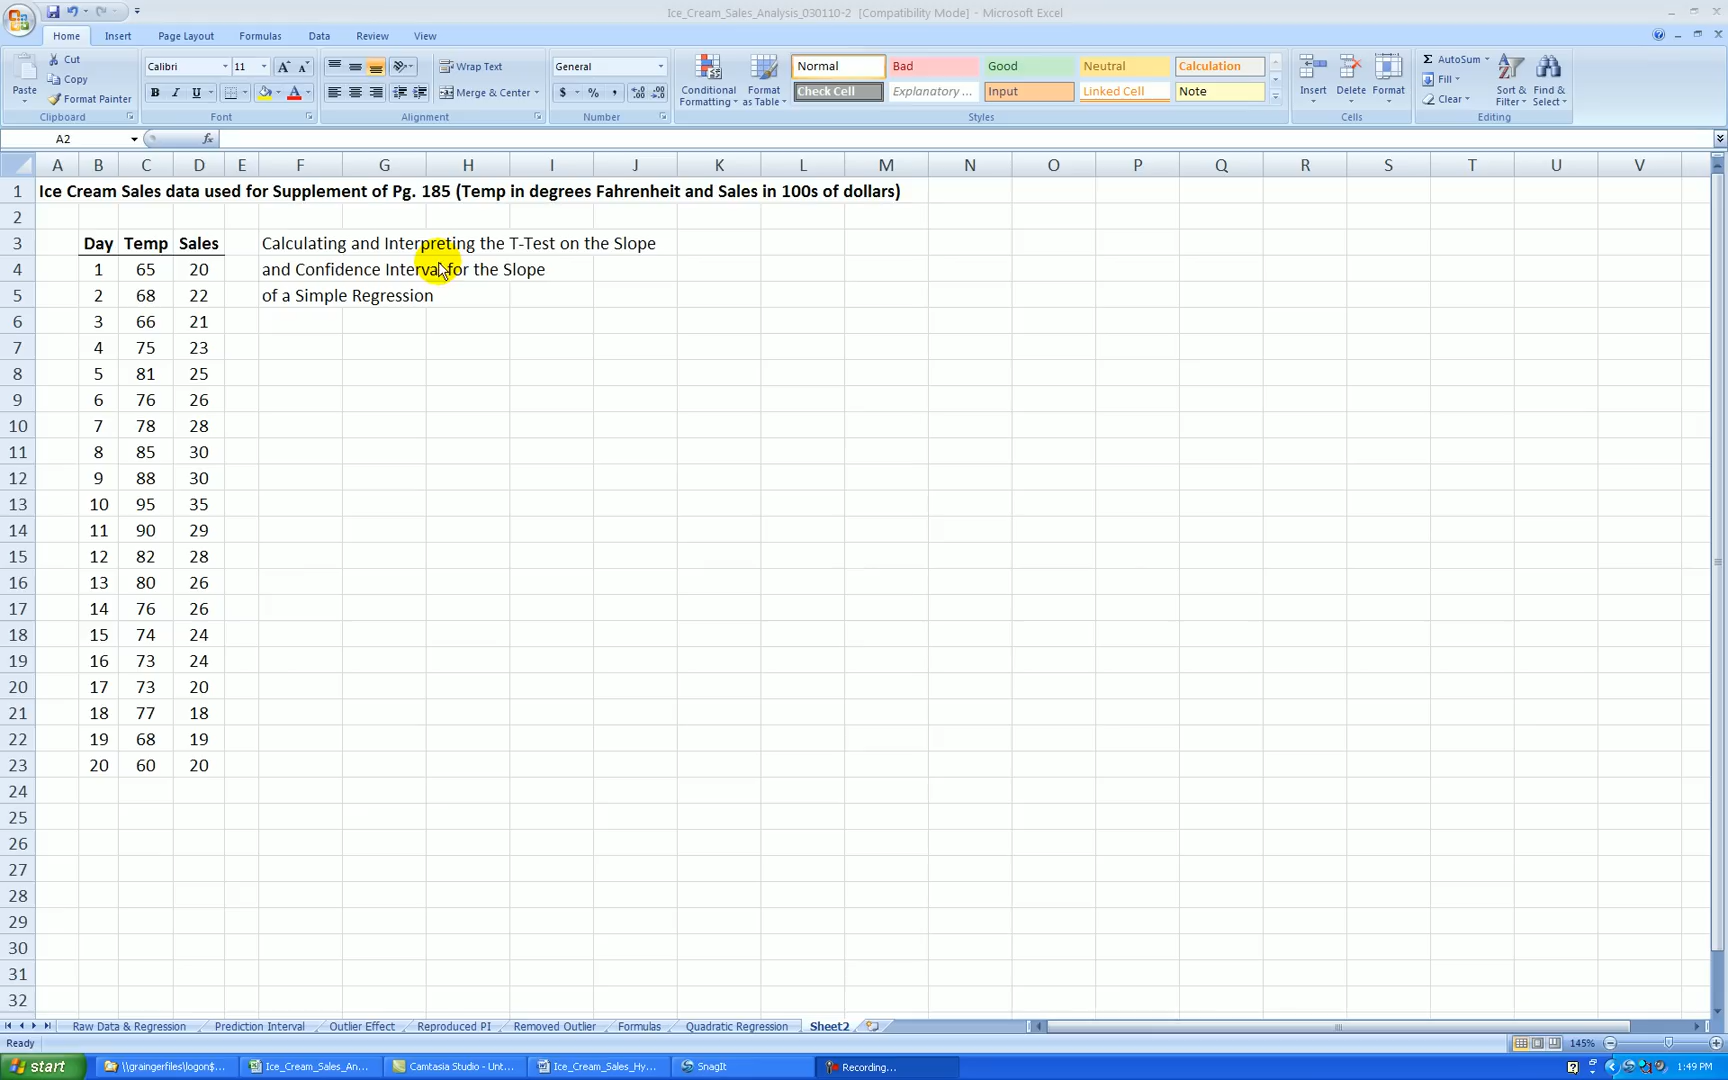 Ice_Cream_Sales_Analysis_030110-2 [Compatibility Mode] - Microsoft Excel
Home Insert Page Layout Formulas Data Review View
Paste Cut Copy Format Painter
Clipboard
Calibri 11
B I U
Font
Wrap Text
Merge & Center
Alignment
General
$ % ,
Number
Conditional Formatting
Format as Table
Normal Bad Good Neutral Calculation
Check Cell Explanatory ... Input Linked Cell Note
Styles
Insert Delete Format
Cells
AutoSum
Fill
Clear
Sort & Filter
Find & Select
Editing
A2 fx
A B C D E F G H I J K L M N O P Q R S T U V
1 Ice Cream Sales data used for Supplement of Pg. 185 (Temp in degrees Fahrenheit and Sales in 100s of dollars)
2
3 Day Temp Sales Calculating and Interpreting the T-Test on the Slope
4 1 65 20 and Confidence Interval for the Slope
5 2 68 22 of a Simple Regression
6 3 66 21
7 4 75 23
8 5 81 25
9 6 76 26
10 7 78 28
11 8 85 30
12 9 88 30
13 10 95 35
14 11 90 29
15 12 82 28
16 13 80 26
17 14 76 26
18 15 74 24
19 16 73 24
20 17 73 20
21 18 77 18
22 19 68 19
23 20 60 20
24
25
26
27
28
29
30
31
32
Raw Data & Regression Prediction Interval Outlier Effect Reproduced PI Removed Outlier Formulas Quadratic Regression Sheet2
Ready 145%
start \\graingerfiles\logon$... Ice_Cream_Sales_An... Camtasia Studio - Unt... Ice_Cream_Sales_Hy... SnagIt Recording... 1:49 PM